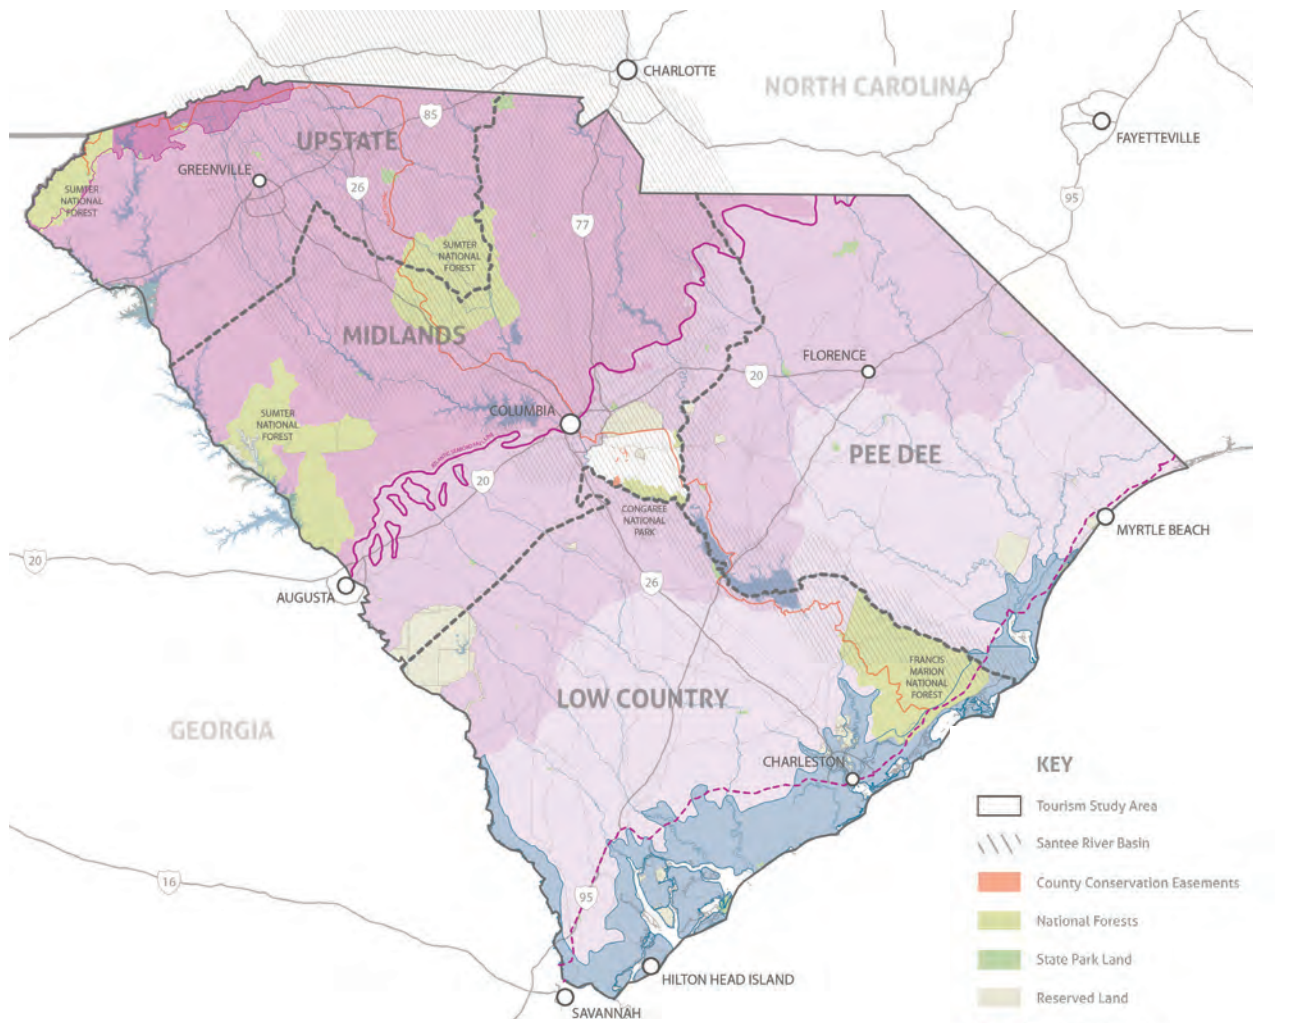 CHARLOTTE
NORTH CAROLINA
FAYETTEVILLE
85
UPSTATE
GREENVILLE
26
SUMTER
NATIONAL
FOREST
95
77
SUMTER
NATIONAL
FOREST
MIDLANDS
FLORENCE
20
COLUMBIA
SUMTER
NATIONAL
FOREST
PEE DEE
20
CONGAREE
NATIONAL
PARK
MYRTLE BEACH
20
26
AUGUSTA
FRANCIS
MARION
NATIONAL
FOREST
LOW COUNTRY
GEORGIA
CHARLESTON
16
95
HILTON HEAD ISLAND
SAVANNAH
KEY
Tourism Study Area
Santee River Basin
County Conservation Easements
National Forests
State Park Land
Reserved Land